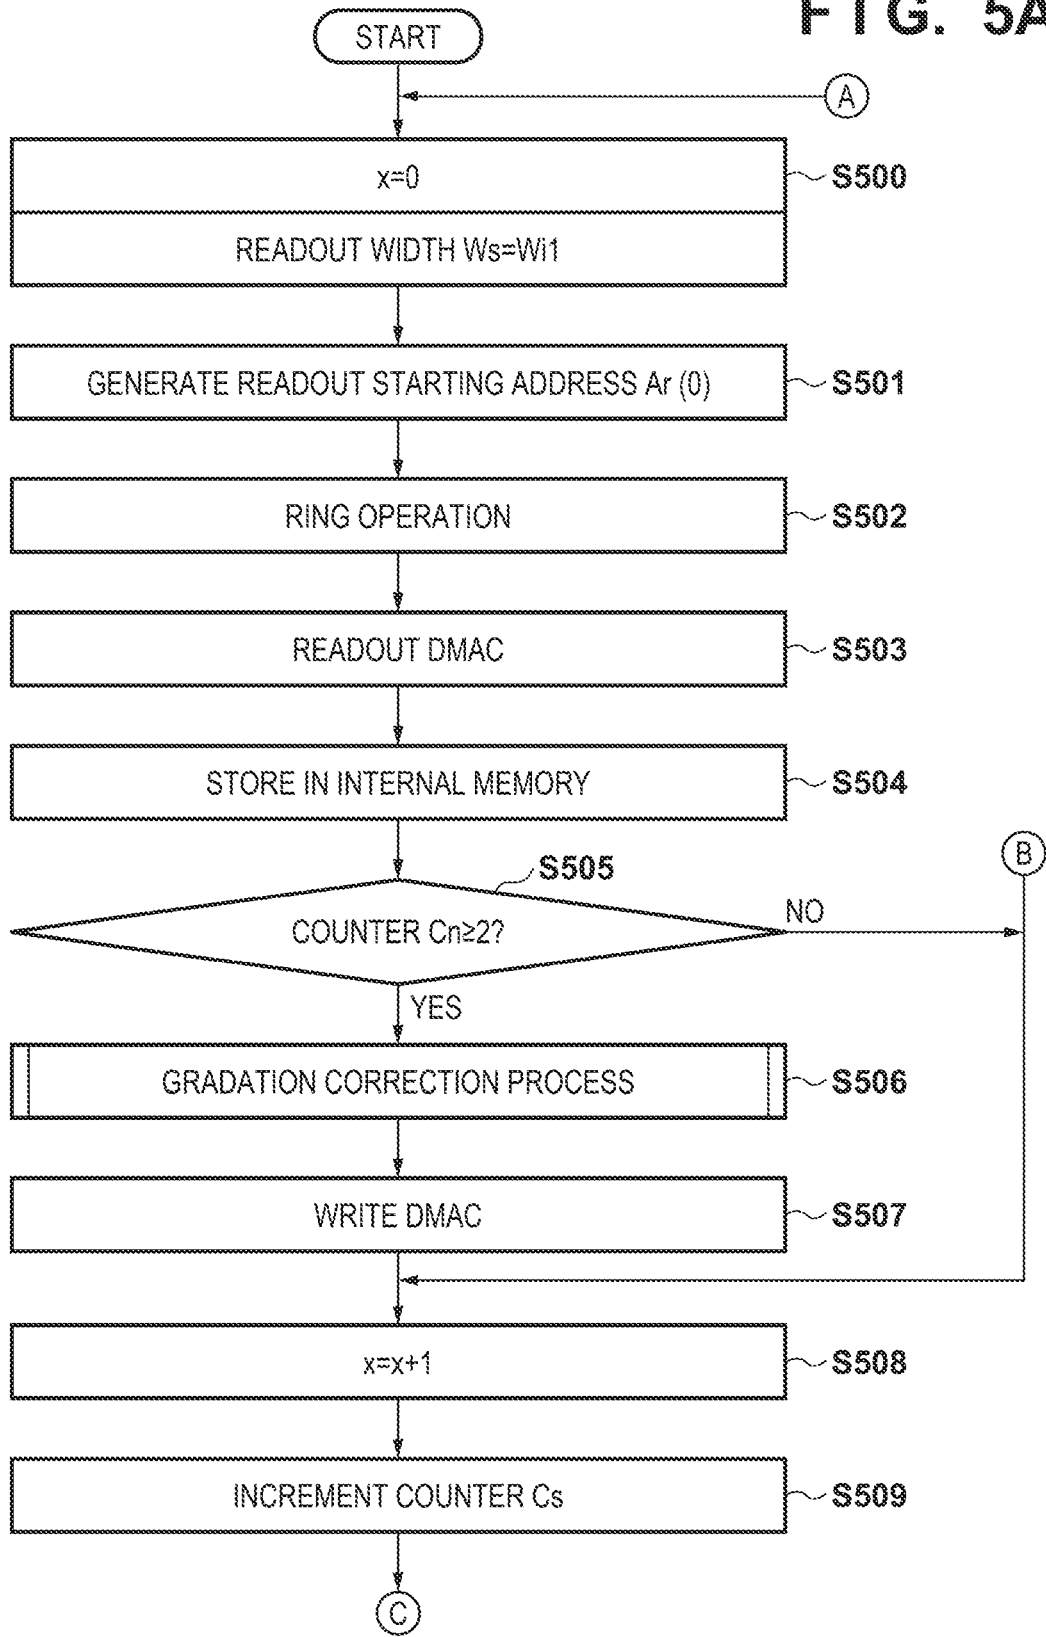 FIG. 5A
START
A
x=0
S500
READOUT WIDTH Ws=Wi1
GENERATE READOUT STARTING ADDRESS Ar (0)
S501
RING OPERATION
S502
READOUT DMAC
S503
STORE IN INTERNAL MEMORY
S504
B
S505
COUNTER Cn≥2?
NO
YES
GRADATION CORRECTION PROCESS
S506
WRITE DMAC
S507
x=x+1
S508
INCREMENT COUNTER Cs
S509
C